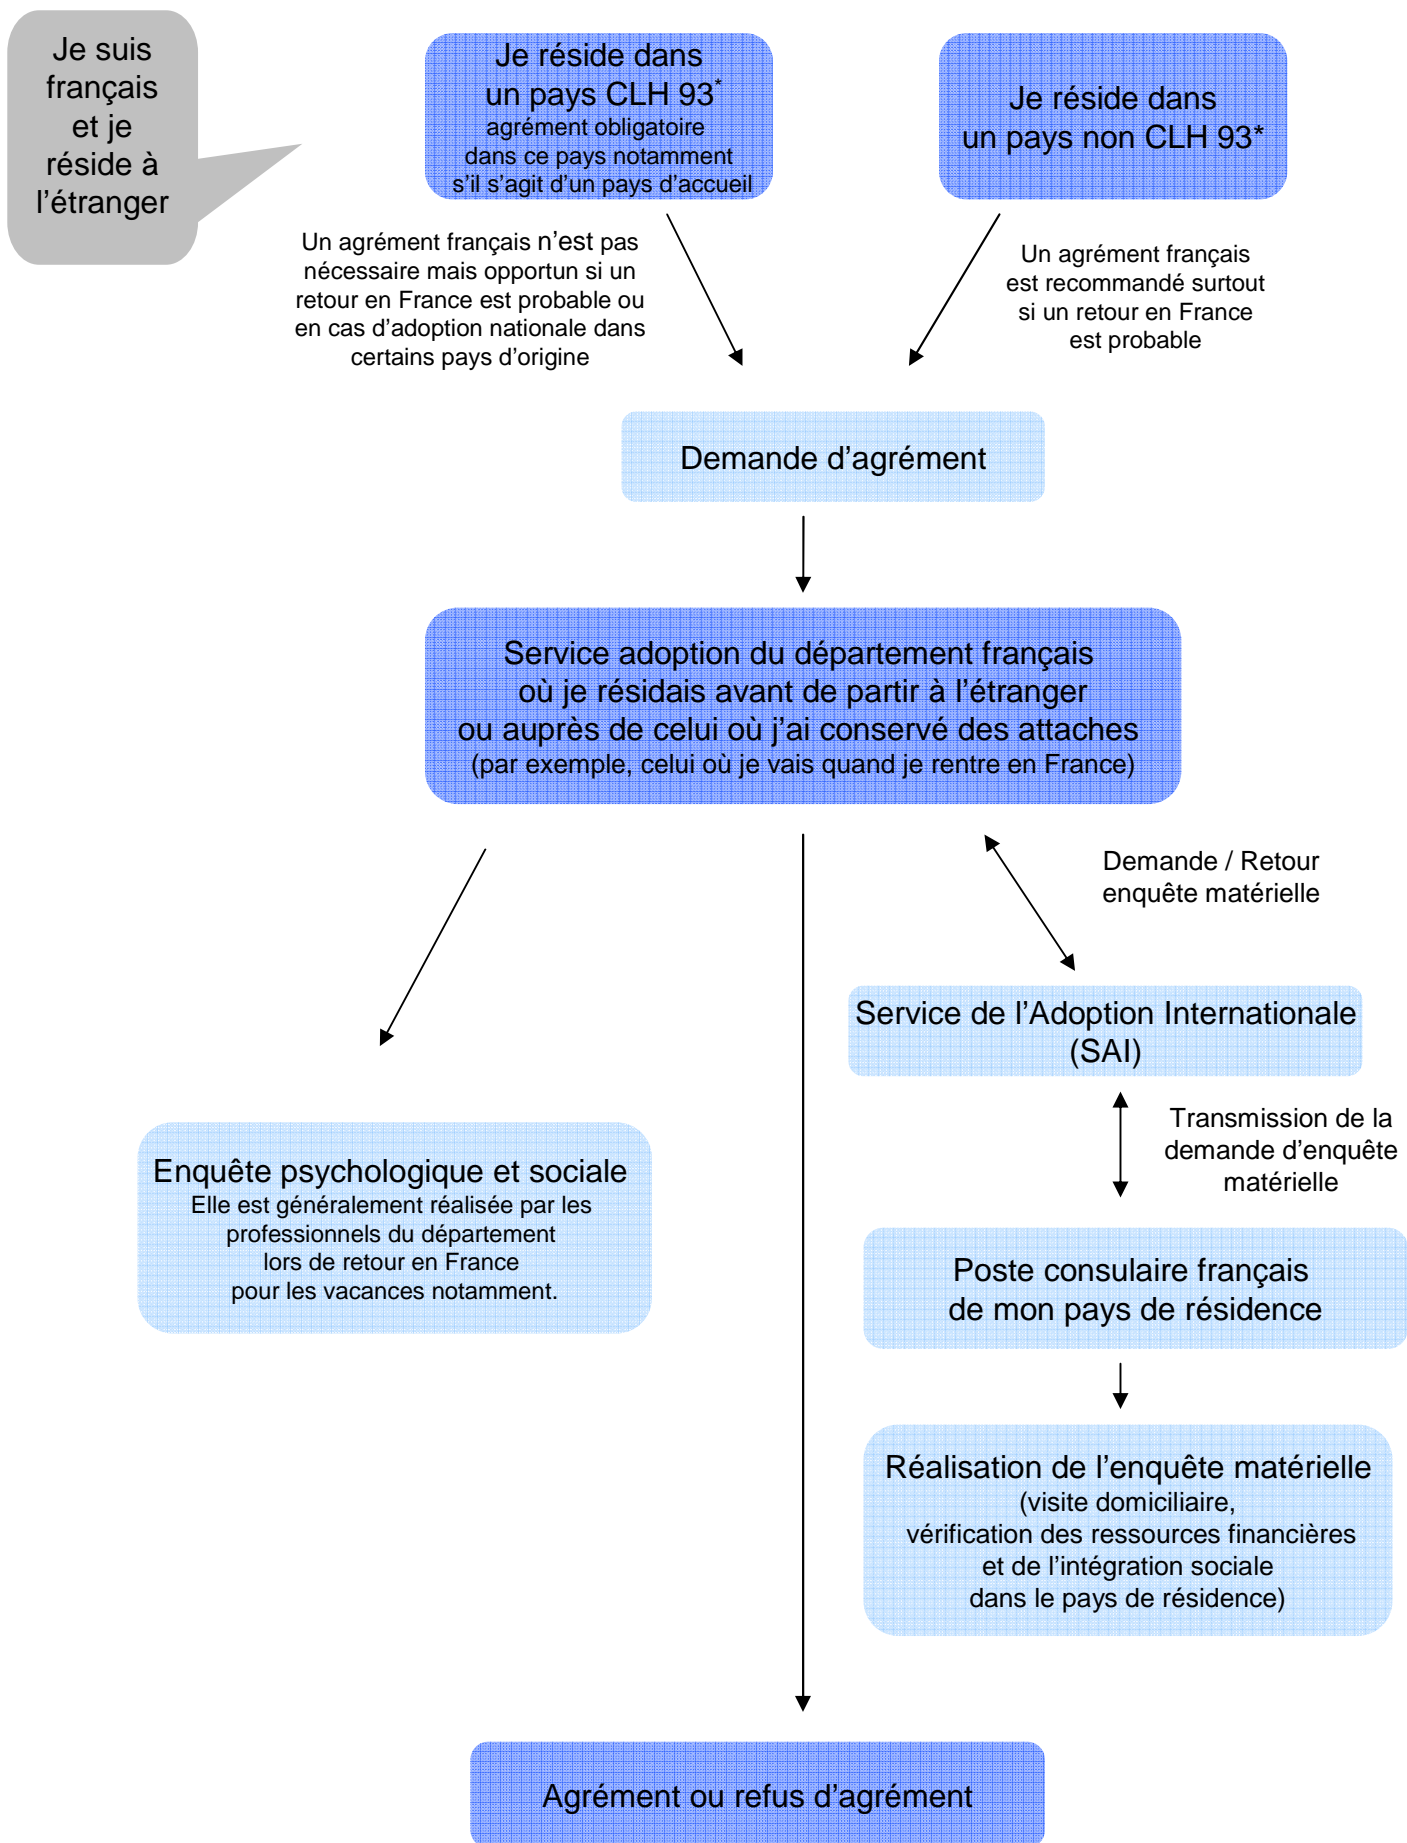 Je suis
français
et je
réside à
l’étranger
Je réside dans
un pays CLH 93*
agrément obligatoire
dans ce pays notamment
s’il s’agit d’un pays d’accueil
Je réside dans
un pays non CLH 93*
Un agrément français n’est pas
nécessaire mais opportun si un
retour en France est probable ou
en cas d’adoption nationale dans
certains pays d’origine
Un agrément français
est recommandé surtout
si un retour en France
est probable
Demande d’agrément
Service adoption du département français
où je résidais avant de partir à l’étranger
ou auprès de celui où j’ai conservé des attaches
(par exemple, celui où je vais quand je rentre en France)
Demande / Retour
enquête matérielle
Service de l’Adoption Internationale
(SAI)
Transmission de la
demande d’enquête
matérielle
Enquête psychologique et sociale
Elle est généralement réalisée par les
professionnels du département
lors de retour en France
pour les vacances notamment.
Poste consulaire français
de mon pays de résidence
Réalisation de l’enquête matérielle
(visite domiciliaire,
vérification des ressources financières
et de l’intégration sociale
dans le pays de résidence)
Agrément ou refus d’agrément